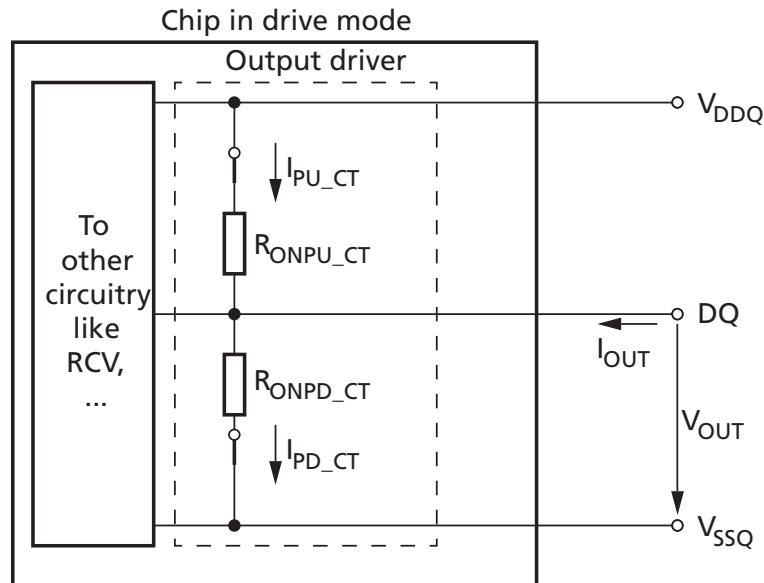 Chip in drive mode
Output driver
V_DDQ
I_PU_CT
To
other
circuitry
like
RCV,
...
R_ONPU_CT
DQ
I_OUT
R_ONPD_CT
V_OUT
I_PD_CT
V_SSQ